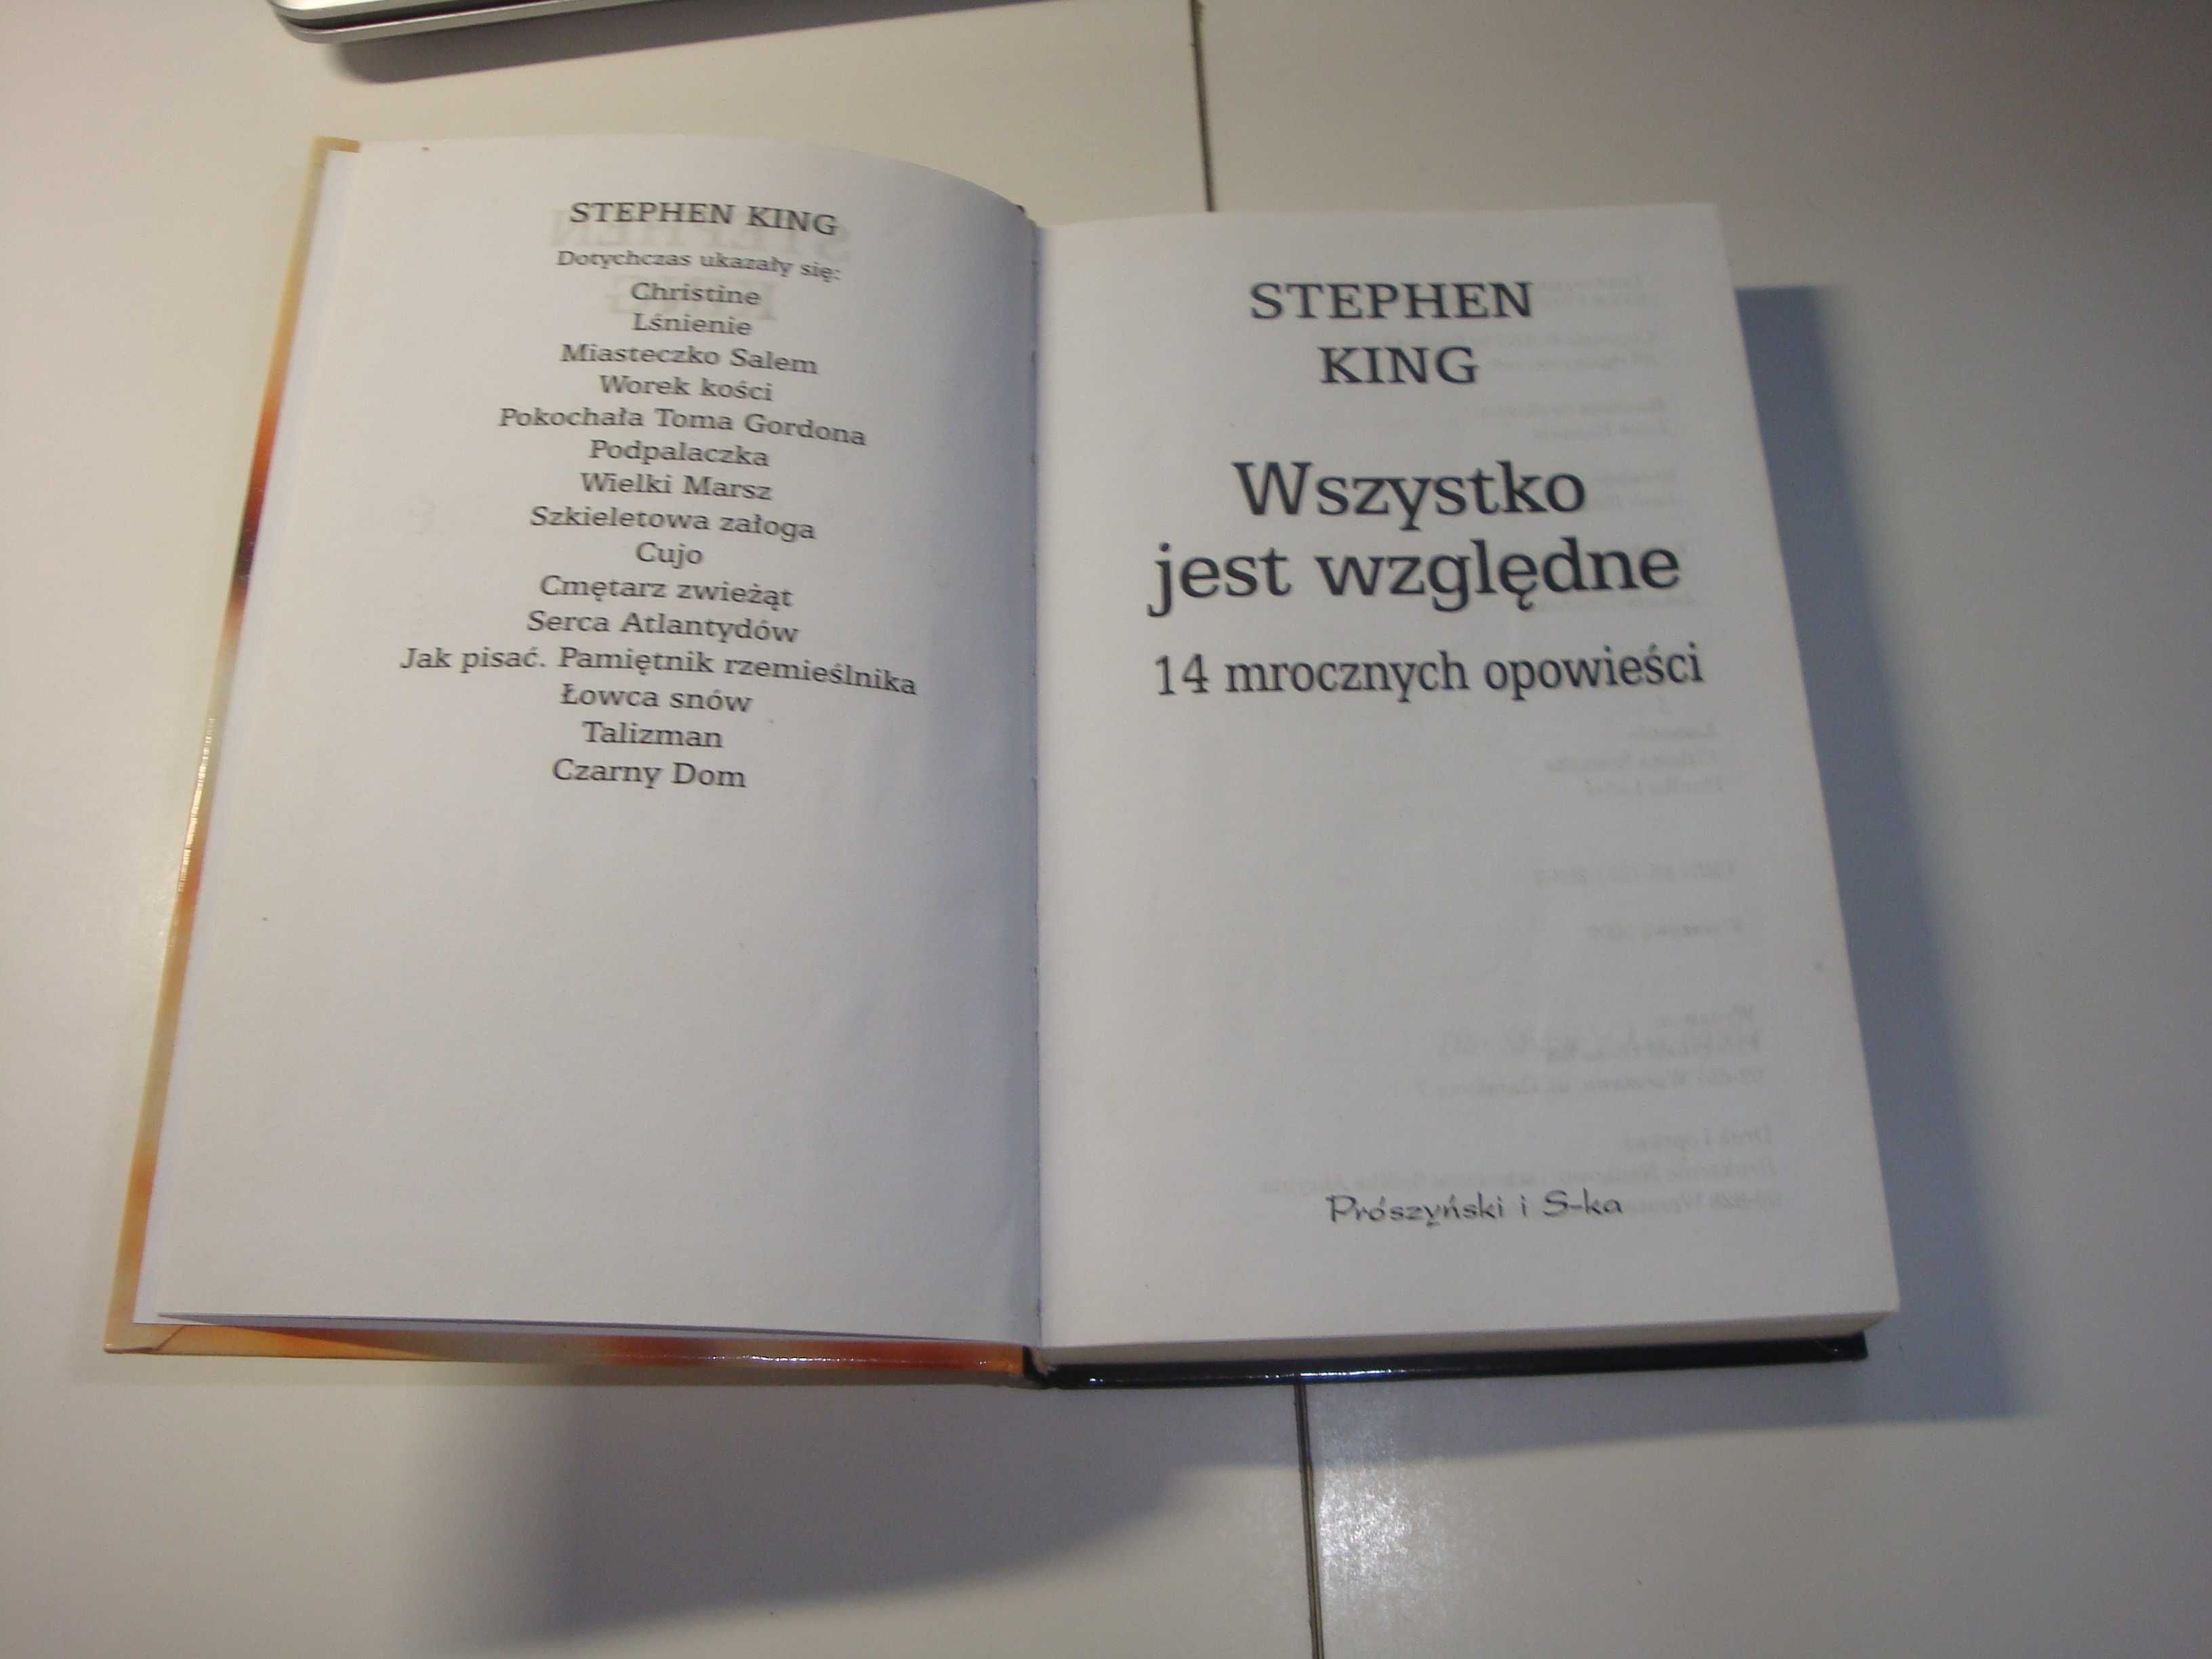 STEPHEN KING
Dotychczas ukazały się:
Christine
Lśnienie
Miasteczko Salem
Worek kości
Pokochała Toma Gordona
Podpalaczka
Wielki Marsz
Szkieletowa załoga
Cujo
Cmętarz zwieżąt
Serca Atlantydów
Jak pisać. Pamiętnik rzemieślnika
Łowca snów
Talizman
Czarny Dom
STEPHEN
KING
Wszystko
jest względne
14 mrocznych opowieści
Prószyński i S-ka